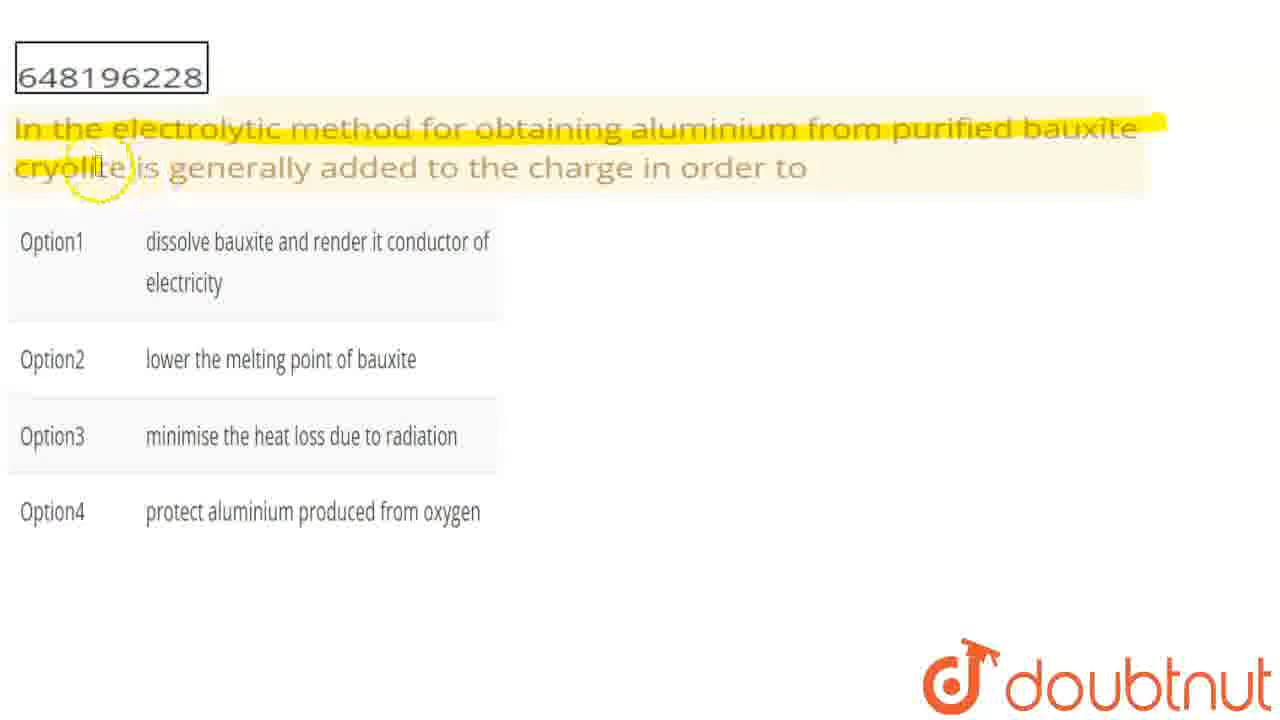 648196228
In the electrolytic method for obtaining aluminium from purified bauxite
cryolite is generally added to the charge in order to
Option1 dissolve bauxite and render it conductor of
electricity
Option2 lower the melting point of bauxite
Option3 minimise the heat loss due to radiation
Option4 protect aluminium produced from oxygen
doubtnut